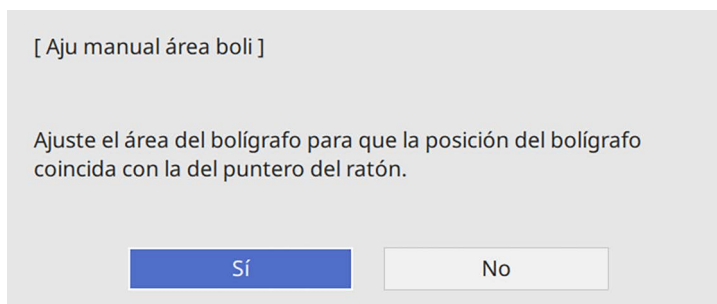 [ Aju manual área boli ]
Ajuste el área del bolígrafo para que la posición del bolígrafo
coincida con la del puntero del ratón.
Sí
No